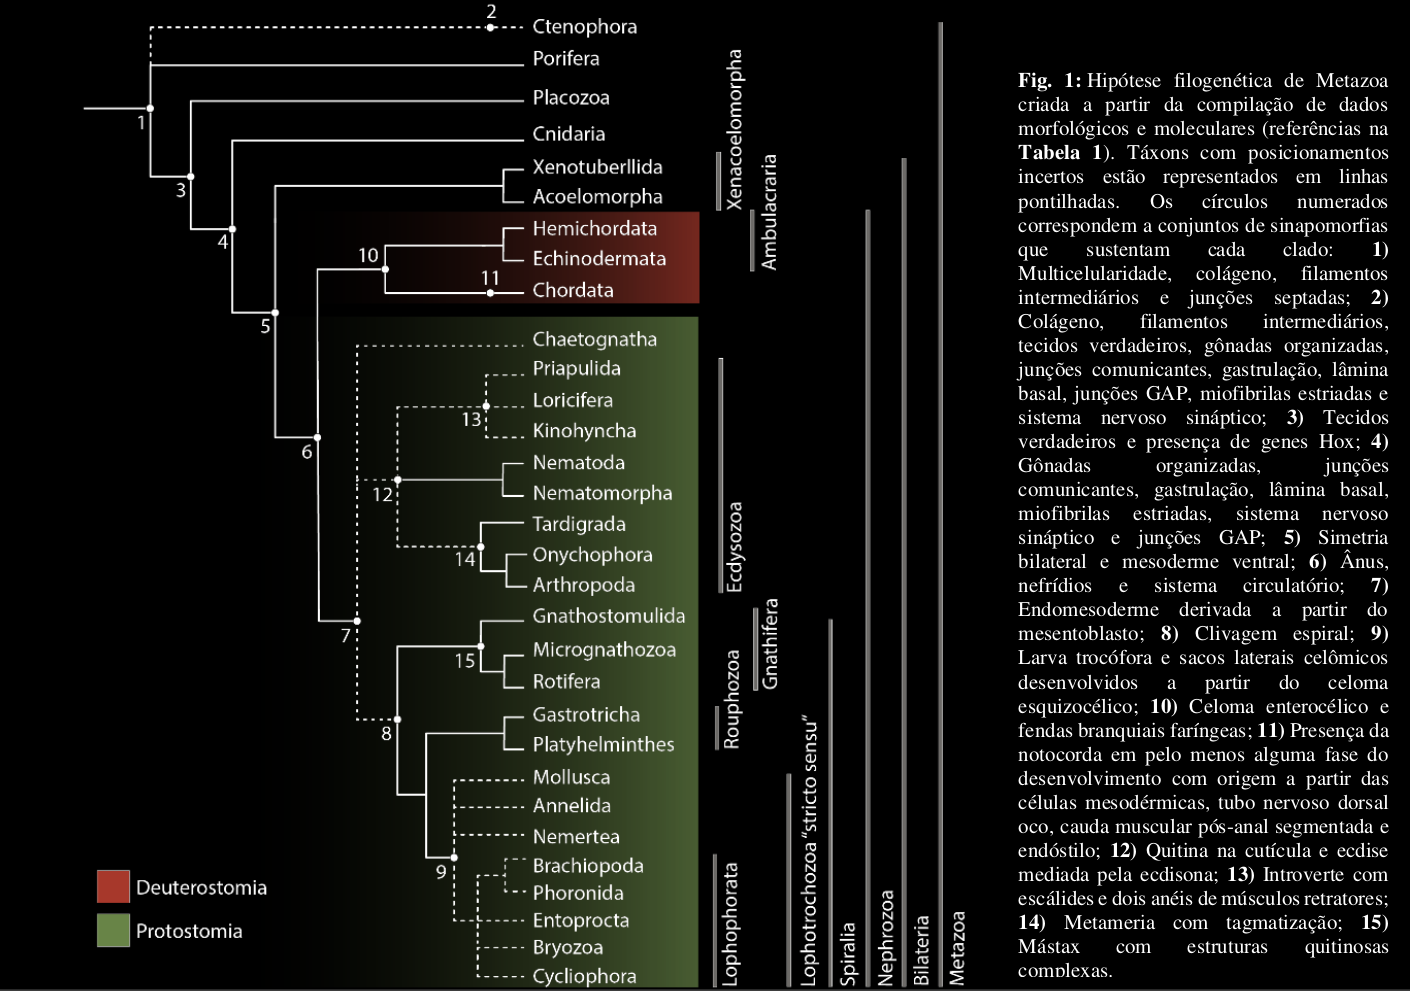 2
Ctenophora
Porifera
Placozoa
Cnidaria
Xenotuberllida
Acoelomorpha
Hemichordata
Echinodermata
Chordata
Chaetognatha
Priapulida
Loricifera
Kinohyncha
Nematoda
Nematomorpha
Tardigrada
Onychophora
Arthropoda
Gnathostomulida
Micrognathozoa
Rotifera
Gastrotricha
Platyhelminthes
Mollusca
Annelida
Nemertea
Brachiopoda
Phoronida
Entoprocta
Bryozoa
Cycliophora
1
3
4
5
6
7
8
9
10
11
12
13
14
15
Xenacoelomorpha
Ambulacraria
Ecdysozoa
Gnathifera
Rouphozoa
Lophophorata
Lophotrochozoa “stricto sensu”
Spiralia
Nephrozoa
Bilateria
Metazoa
Deuterostomia
Protostomia
Fig. 1: Hipótese filogenética de Metazoa
criada a partir da compilação de dados
morfológicos e moleculares (referências na
Tabela 1). Táxons com posicionamentos
incertos estão representados em linhas
pontilhadas. Os círculos numerados
correspondem a conjuntos de sinapomorfias
que sustentam cada clado: 1)
Multicelularidade, colágeno, filamentos
intermediários e junções septadas; 2)
Colágeno, filamentos intermediários,
tecidos verdadeiros, gônadas organizadas,
junções comunicantes, gastrulação, lâmina
basal, junções GAP, miofibrilas estriadas e
sistema nervoso sináptico; 3) Tecidos
verdadeiros e presença de genes Hox; 4)
Gônadas organizadas, junções
comunicantes, gastrulação, lâmina basal,
miofibrilas estriadas, sistema nervoso
sináptico e junções GAP; 5) Simetria
bilateral e mesoderme ventral; 6) Ânus,
nefrídios e sistema circulatório; 7)
Endomesoderme derivada a partir do
mesentoblasto; 8) Clivagem espiral; 9)
Larva trocófora e sacos laterais celômicos
desenvolvidos a partir do celoma
esquizocélico; 10) Celoma enterocélico e
fendas branquiais faríngeas; 11) Presença da
notocorda em pelo menos alguma fase do
desenvolvimento com origem a partir das
células mesodérmicas, tubo nervoso dorsal
oco, cauda muscular pós-anal segmentada e
endóstilo; 12) Quitina na cutícula e ecdise
mediada pela ecdisona; 13) Introverte com
escálides e dois anéis de músculos retratores;
14) Metameria com tagmatização; 15)
Mástax com estruturas quitinosas
complexas.